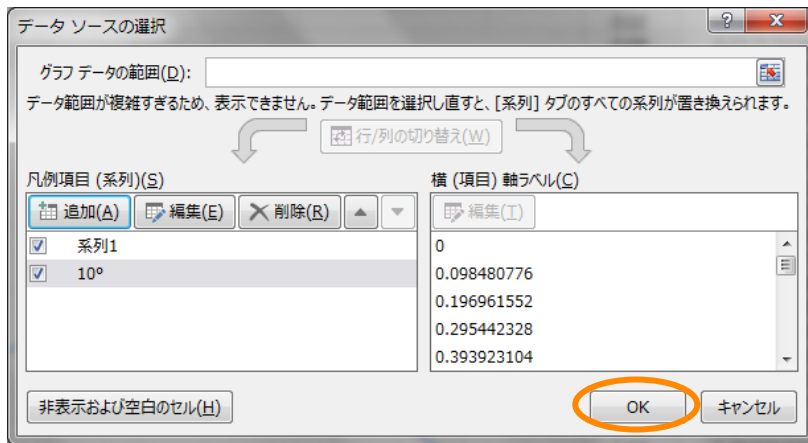 データ ソースの選択
?
グラフ データの範囲(D):
データ範囲が複雑すぎるため、表示できません。データ範囲を選択し直すと、[系列] タブのすべての系列が置き換えられます。
行/列の切り替え(W)
凡例項目 (系列)(S)
横 (項目) 軸ラベル(C)
追加(A) 編集(E) 削除(R)
編集(T)
系列1
10°
0
0.098480776
0.196961552
0.295442328
0.393923104
非表示および空白のセル(H)
OK キャンセル